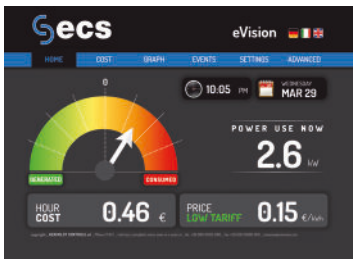 Secs
eVision
HOME COST GRAPH EVENTS SETTINGS ADVANCED
0
10:05 PM
WEDNESDAY
MAR 29
POWER USE NOW
2.6 kW
GENERATED
CONSUMED
HOUR
COST
0.46 €
PRICE
LOW TARIFF
0.15 €/kWh